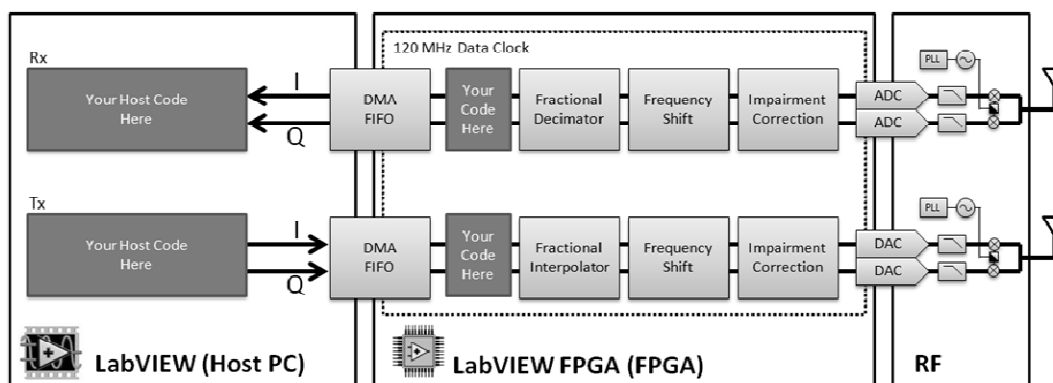 120 MHz Data Clock
Rx
Your Host Code
Here
I
Q
DMA
FIFO
Your
Code
Here
Fractional
Decimator
Frequency
Shift
Impairment
Correction
ADC
ADC
PLL
Tx
Your Host Code
Here
I
Q
DMA
FIFO
Your
Code
Here
Fractional
Interpolator
Frequency
Shift
Impairment
Correction
DAC
DAC
PLL
LabVIEW (Host PC)
LabVIEW FPGA (FPGA)
RF